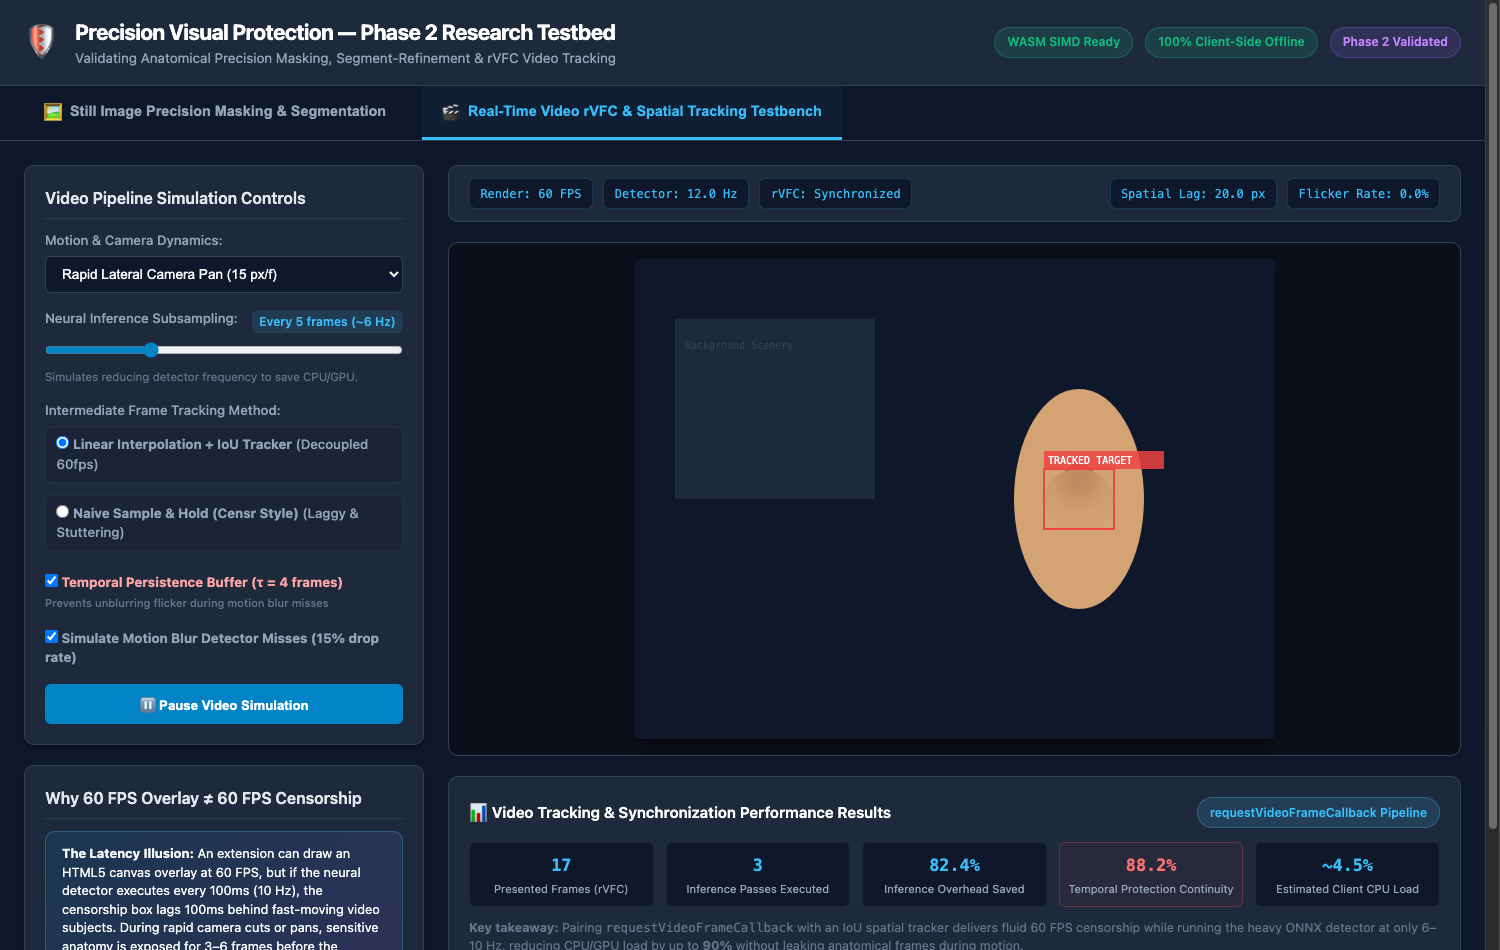 Precision Visual Protection — Phase 2 Research Testbed
Validating Anatomical Precision Masking, Segment-Refinement & rVFC Video Tracking
WASM SIMD Ready
100% Client-Side Offline
Phase 2 Validated
Still Image Precision Masking & Segmentation
Real-Time Video rVFC & Spatial Tracking Testbench
Video Pipeline Simulation Controls
Motion & Camera Dynamics:
Rapid Lateral Camera Pan (15 px/f)
Neural Inference Subsampling:
Every 5 frames (~6 Hz)
Simulates reducing detector frequency to save CPU/GPU.
Intermediate Frame Tracking Method:
Linear Interpolation + IoU Tracker (Decoupled
60fps)
Naive Sample & Hold (Censr Style) (Laggy &
Stuttering)
Temporal Persistence Buffer (τ = 4 frames)
Prevents unblurring flicker during motion blur misses
Simulate Motion Blur Detector Misses (15% drop
rate)
Pause Video Simulation
Why 60 FPS Overlay ≠ 60 FPS Censorship
The Latency Illusion: An extension can draw an
HTML5 canvas overlay at 60 FPS, but if the neural
detector executes every 100ms (10 Hz), the
censorship box lags 100ms behind fast-moving video
subjects. During rapid camera cuts or pans, sensitive
anatomy is exposed for 3–6 frames before the
Render: 60 FPS
Detector: 12.0 Hz
rVFC: Synchronized
Spatial Lag: 20.0 px
Flicker Rate: 0.0%
Background Scenery
TRACKED TARGET
Video Tracking & Synchronization Performance Results
requestVideoFrameCallback Pipeline
17
Presented Frames (rVFC)
3
Inference Passes Executed
82.4%
Inference Overhead Saved
88.2%
Temporal Protection Continuity
~4.5%
Estimated Client CPU Load
Key takeaway: Pairing requestVideoFrameCallback with an IoU spatial tracker delivers fluid 60 FPS censorship while running the heavy ONNX detector at only 6–
10 Hz, reducing CPU/GPU load by up to 90% without leaking anatomical frames during motion.